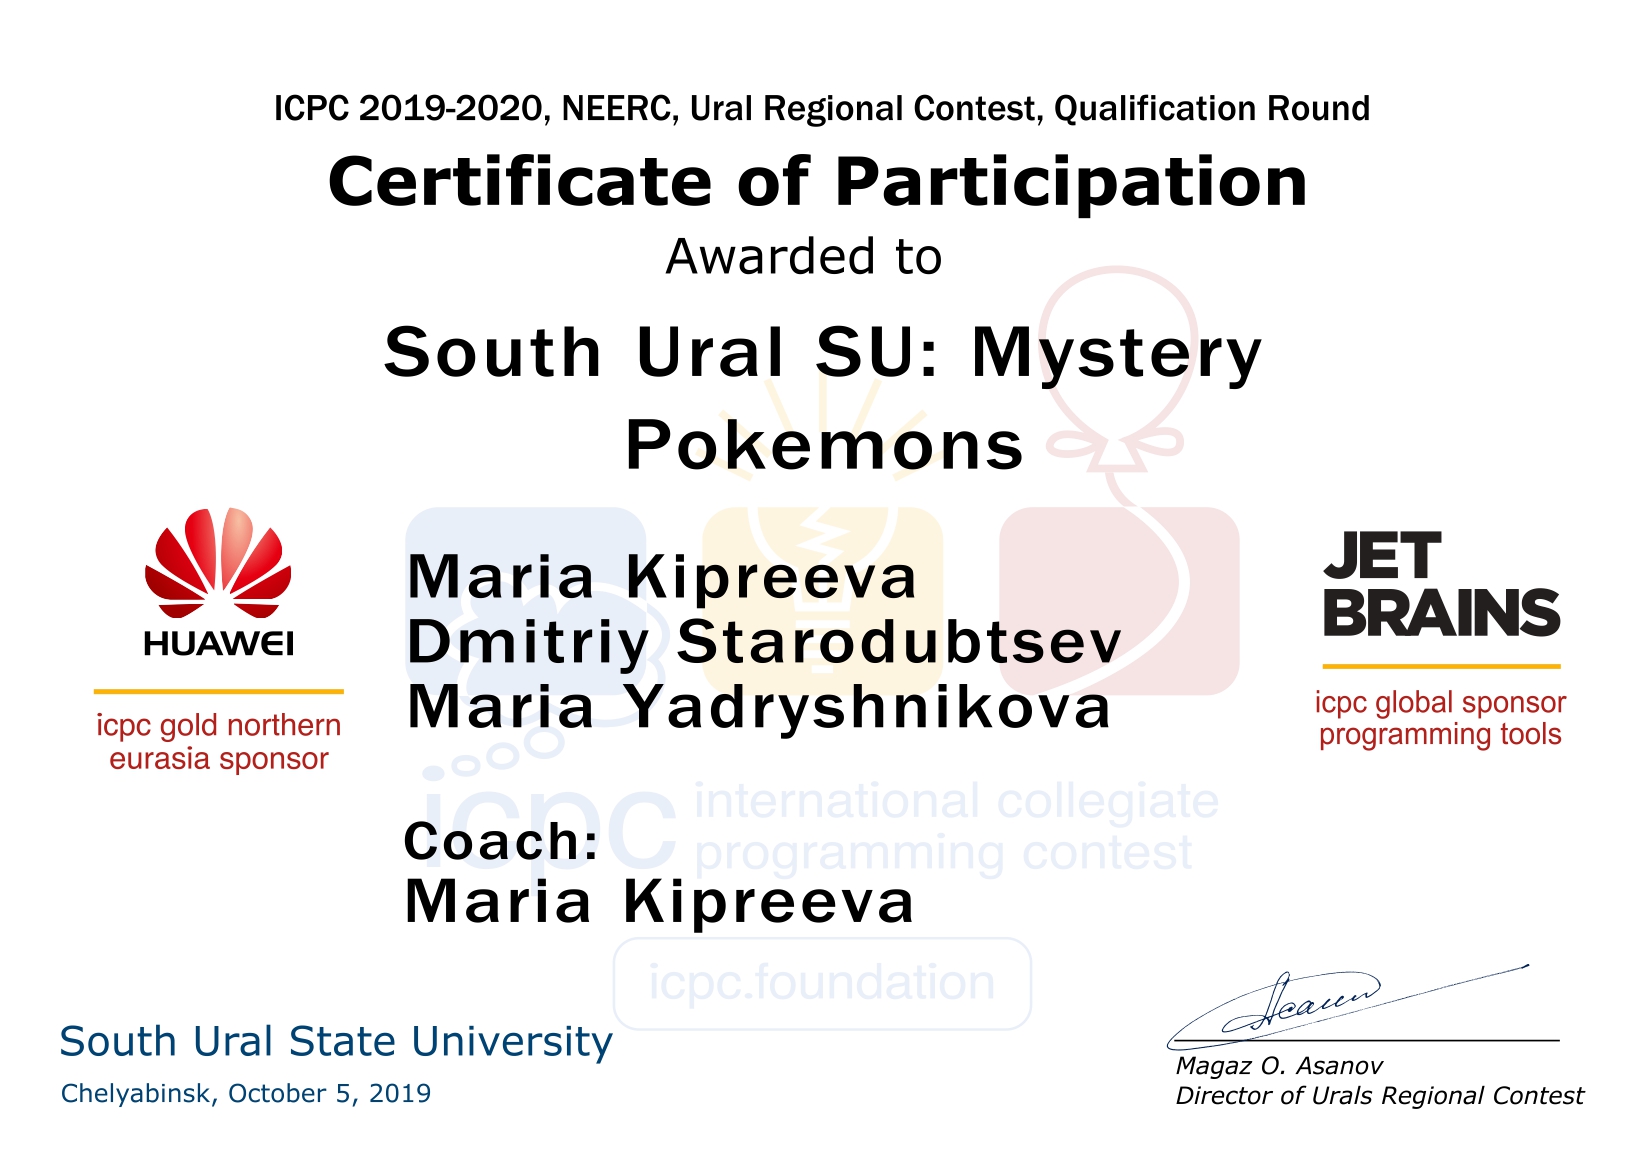 ICPC 2019-2020, NEERC, Ural Regional Contest, Qualification Round
Certificate of Participation
Awarded to
South Ural SU: Mystery
Pokemons
HUAWEI
icpc gold northern
eurasia sponsor
Maria Kipreeva
Dmitriy Starodubtsev
Maria Yadryshnikova
JET
BRAINS
icpc global sponsor
programming tools
icpc international collegiate
programming contest
Coach:
Maria Kipreeva
icpc.foundation
South Ural State University
Chelyabinsk, October 5, 2019
Magaz O. Asanov
Director of Urals Regional Contest